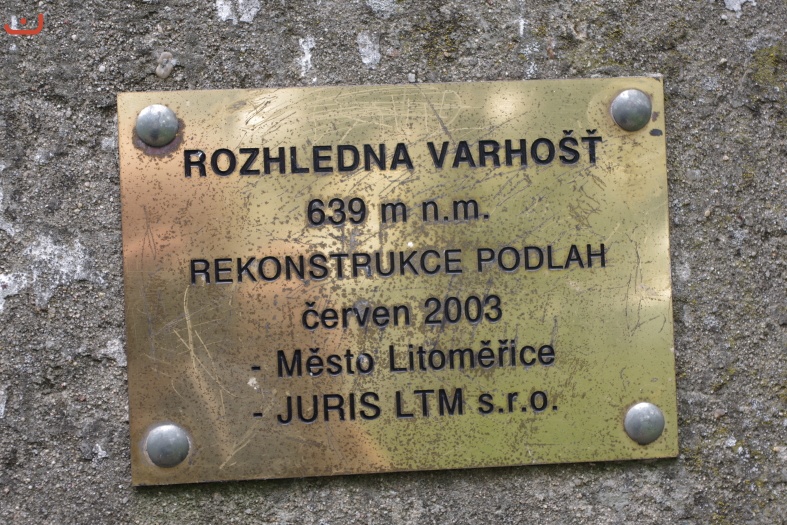 ROZHLEDNA VARHOŠŤ
639 m n.m.
REKONSTRUKCE PODLAH
červen 2003
- Město Litoměřice
- JURIS LTM s.r.o.